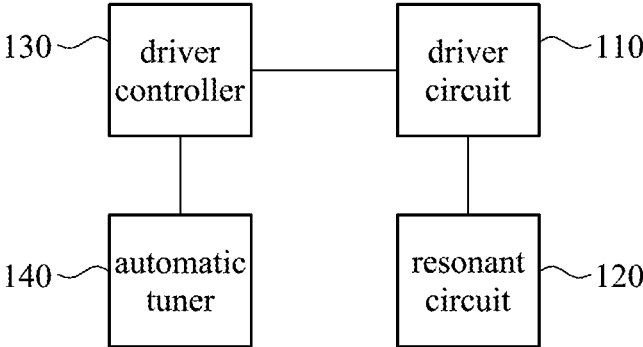 130
driver
controller
driver
circuit
110
140
automatic
tuner
resonant
circuit
120